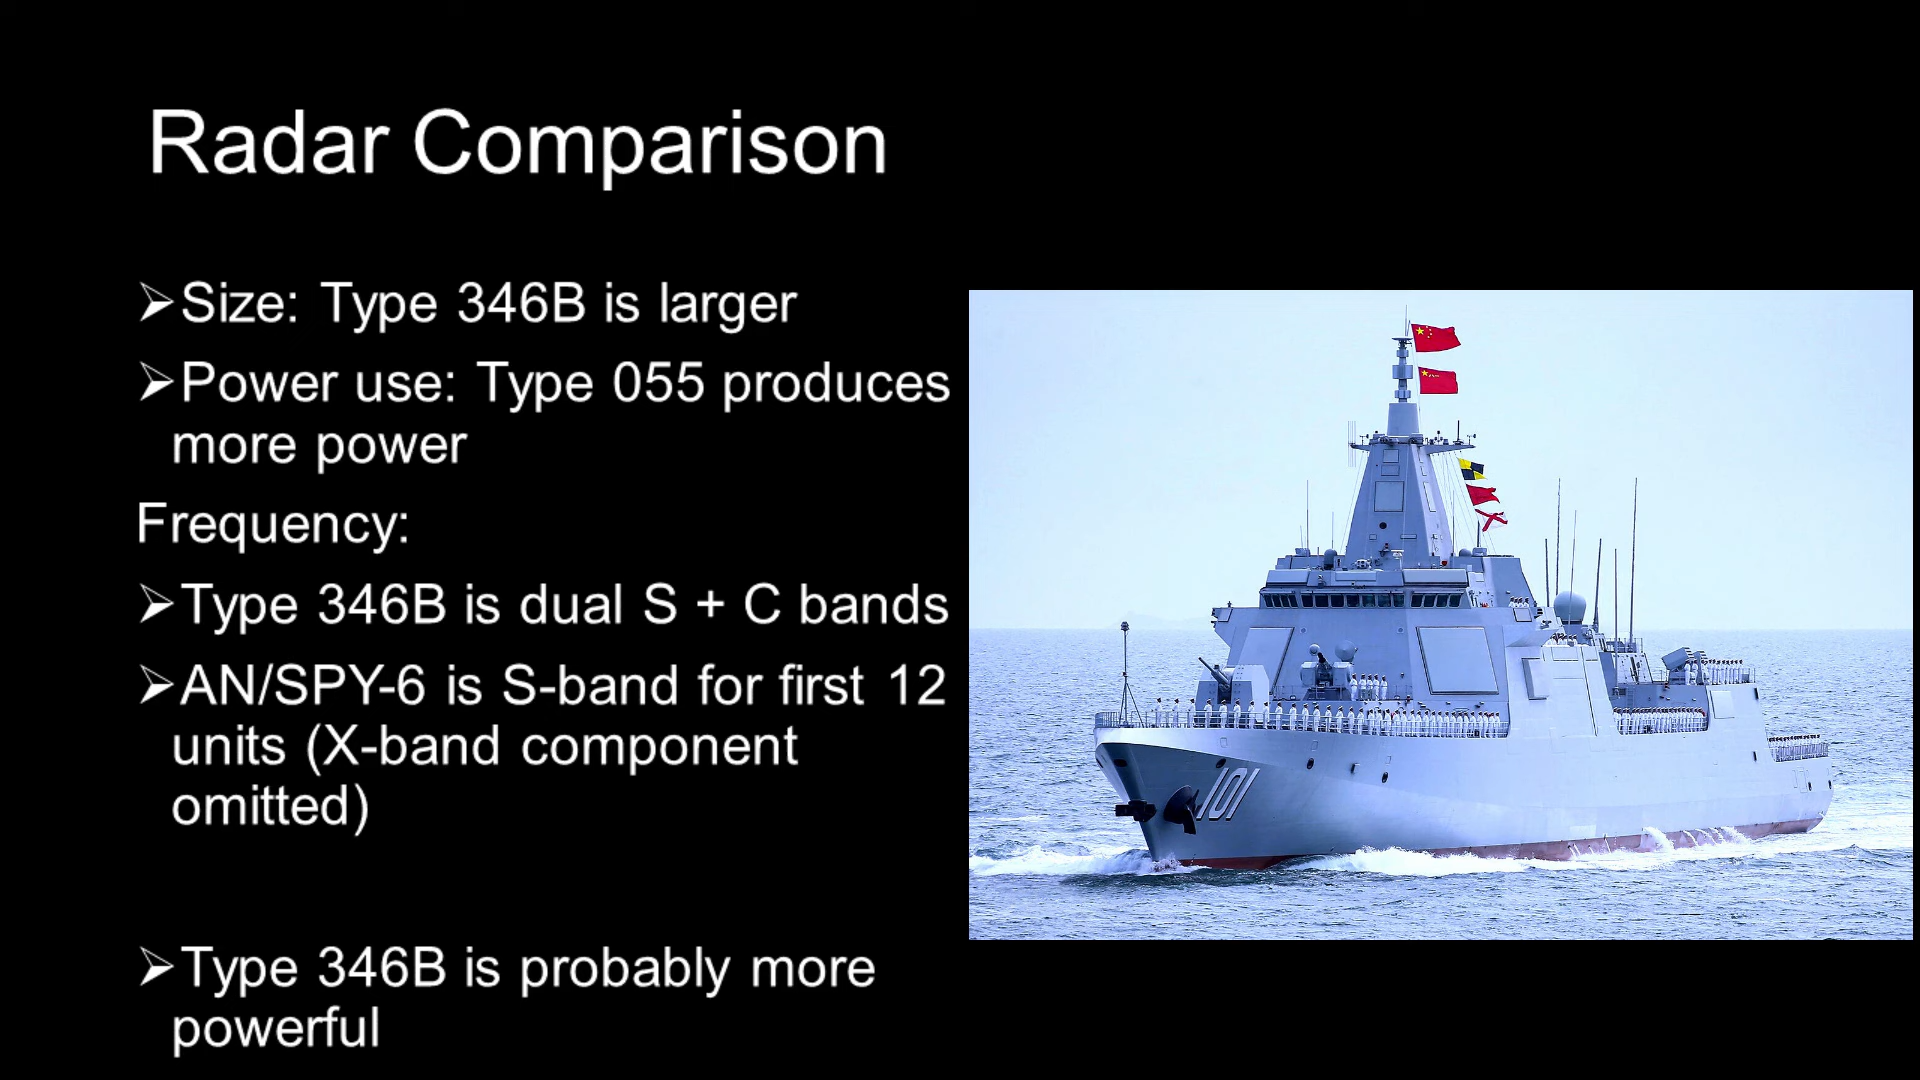 Radar Comparison
➢Size: Type 346B is larger
➢Power use: Type 055 produces
more power
Frequency:
➢Type 346B is dual S + C bands
➢AN/SPY-6 is S-band for first 12
units (X-band component
omitted)
➢Type 346B is probably more
powerful
101